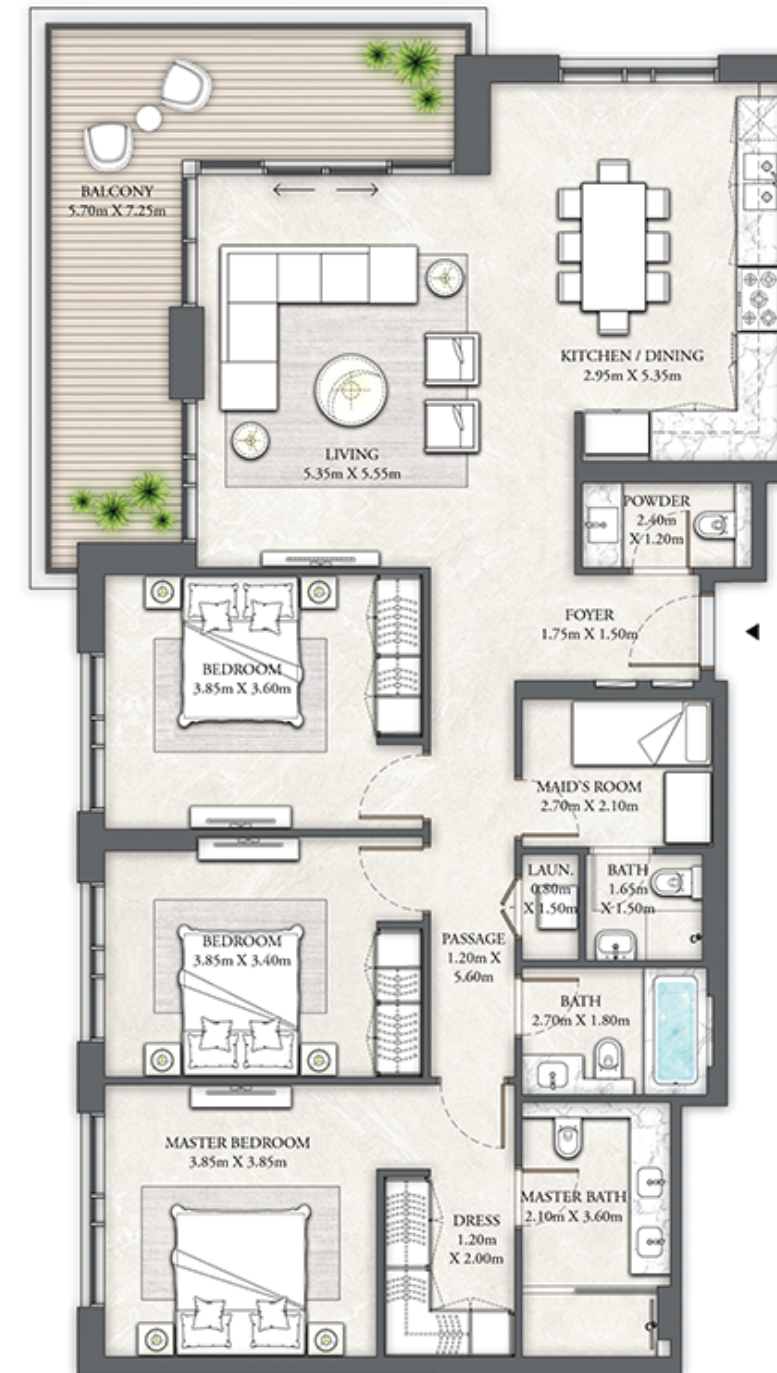 BALCONY
5.70m X 7.25m
KITCHEN / DINING
2.95m X 5.35m
LIVING
5.35m X 5.55m
POWDER
2.40m
X 1.20m
FOYER
1.75m X 1.50m
BEDROOM
3.85m X 3.60m
MAID'S ROOM
2.70m X 2.10m
LAUN.
0.80m
X 1.50m
BATH
1.65m
X 1.50m
PASSAGE
1.20m X
5.60m
BEDROOM
3.85m X 3.40m
BATH
2.70m X 1.80m
MASTER BEDROOM
3.85m X 3.85m
MASTER BATH
2.10m X 3.60m
DRESS
1.20m
X 2.00m